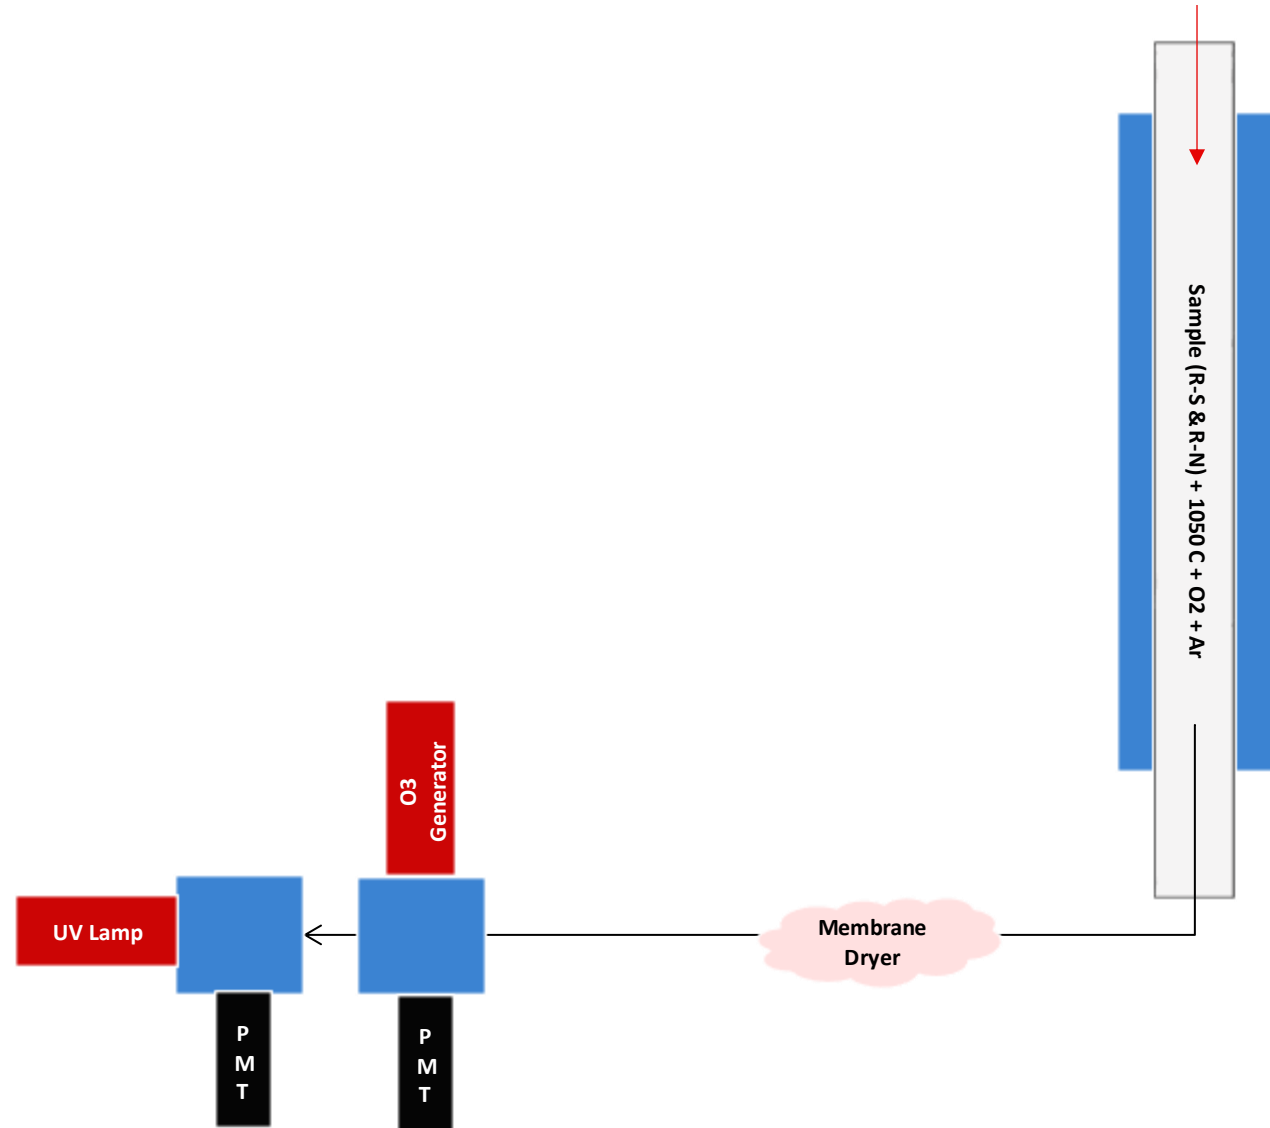 Sample (R-S & R-N) + 1050 C + O2 + Ar
O3
Generator
Membrane
Dryer
UV Lamp
P
M
T
P
M
T